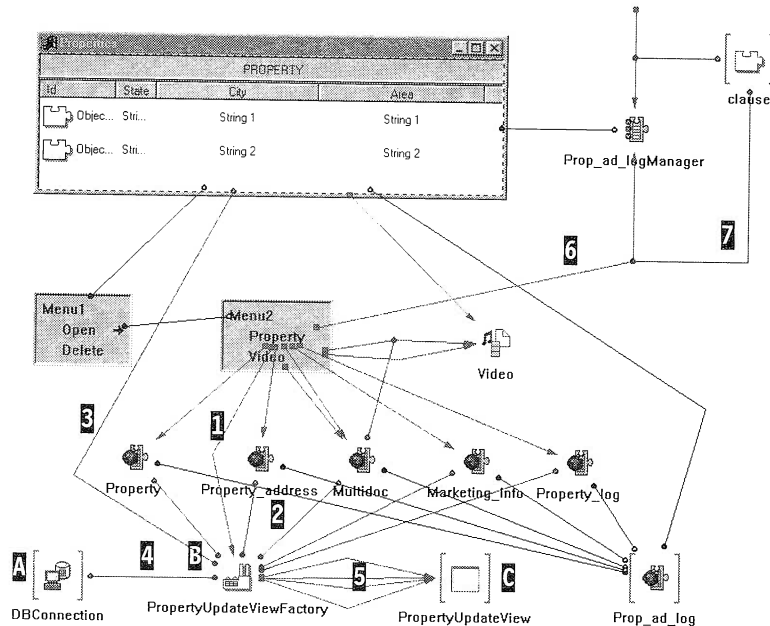 Properties
PROPERTY
Id State City Area
Objec... Stri... String 1 String 1
Objec... Stri... String 2 String 2
clause
Prop_ad_logManager
6
7
Menu1
Open
Delete
Menu2
Property
Video
Video
3
1
Property
Property_address
Multidoc
Marketing_info
Property_log
2
A
4
B
5
C
DBConnection
PropertyUpdateViewFactory
PropertyUpdateView
Prop_ad_log